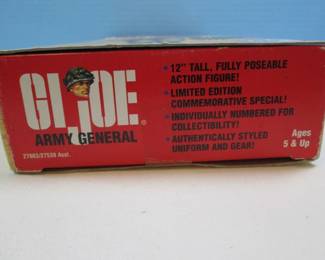 GI JOE®
ARMY GENERAL
27665/27539 Asst.
• 12" TALL, FULLY POSEABLE
ACTION FIGURE!
• LIMITED EDITION
COMMEMORATIVE SPECIAL!
• INDIVIDUALLY NUMBERED FOR
COLLECTIBILITY!
• AUTHENTICALLY STYLED
UNIFORM AND GEAR!
Ages
5 & Up